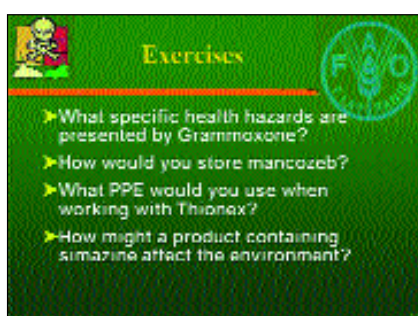 Exercises
FAO
What specific health hazards are
presented by Grammoxone?
How would you store mancozeb?
What PPE would you use when
working with Thionex?
How might a product containing
simazine affect the environment?